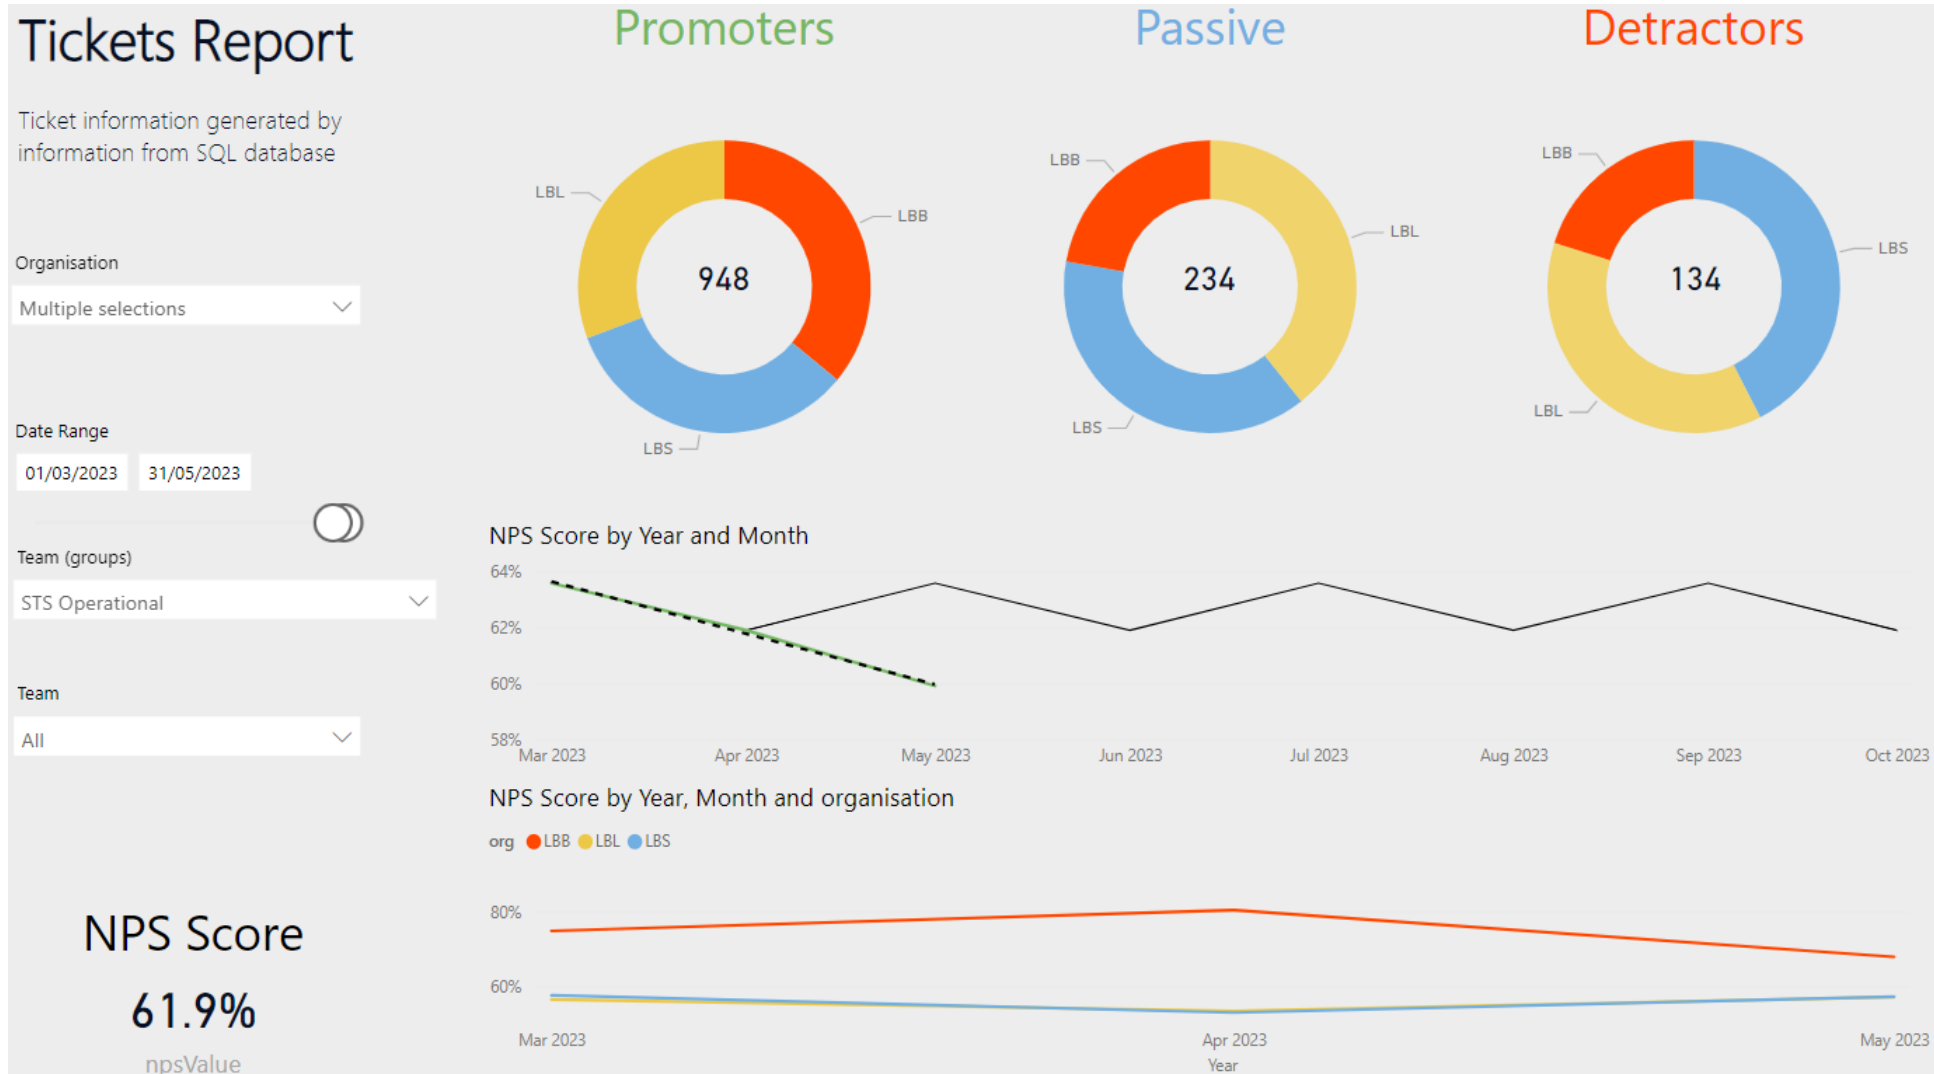 Tickets Report
Ticket information generated by
information from SQL database
Organisation
Multiple selections
Date Range
01/03/2023 31/05/2023
Team (groups)
STS Operational
Team
All
NPS Score
61.9%
npsValue
Promoters
LBL
LBB
948
LBS
Passive
LBB
LBL
234
LBS
Detractors
LBB
LBS
134
LBL
NPS Score by Year and Month
64%
62%
60%
58%
Mar 2023 Apr 2023 May 2023 Jun 2023 Jul 2023 Aug 2023 Sep 2023 Oct 2023
NPS Score by Year, Month and organisation
org LBB LBL LBS
80%
60%
Mar 2023 Apr 2023 May 2023
Year